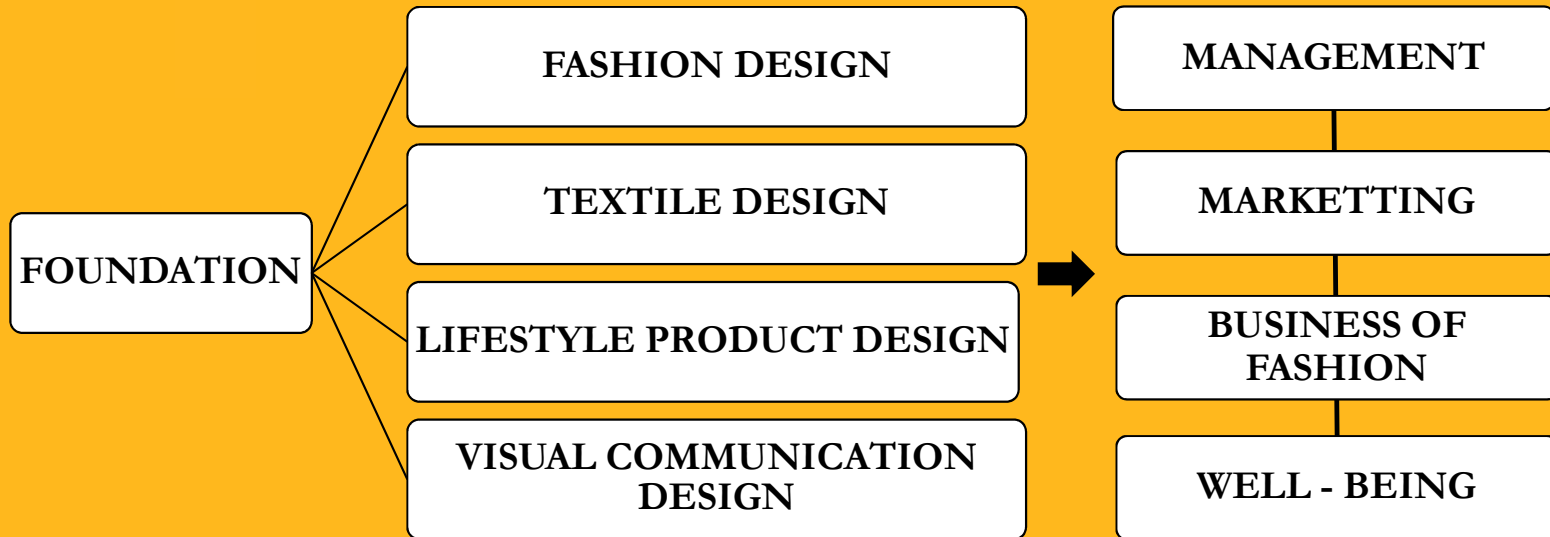 FOUNDATION
FASHION DESIGN
TEXTILE DESIGN
LIFESTYLE PRODUCT DESIGN
VISUAL COMMUNICATION
DESIGN
MANAGEMENT
MARKETTING
BUSINESS OF
FASHION
WELL - BEING